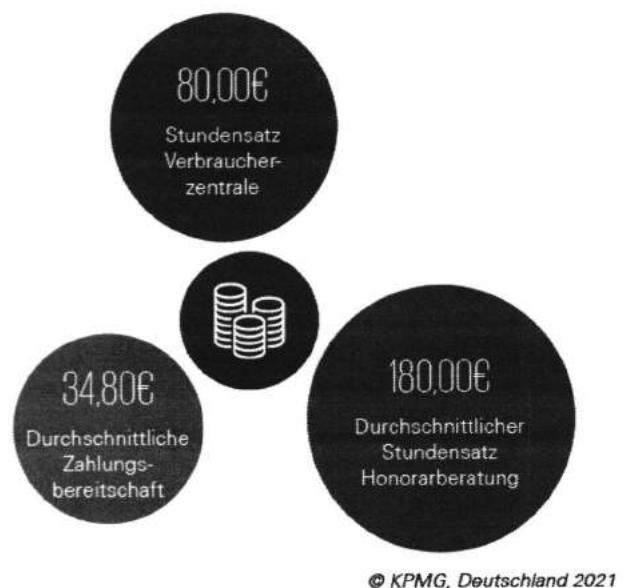 80,00€
Stundensatz
Verbraucher-
zentrale
34,80€
Durchschnittliche
Zahlungs-
bereitschaft
180,00€
Durchschnittlicher
Stundensatz
Honorarberatung
© KPMG, Deutschland 2021